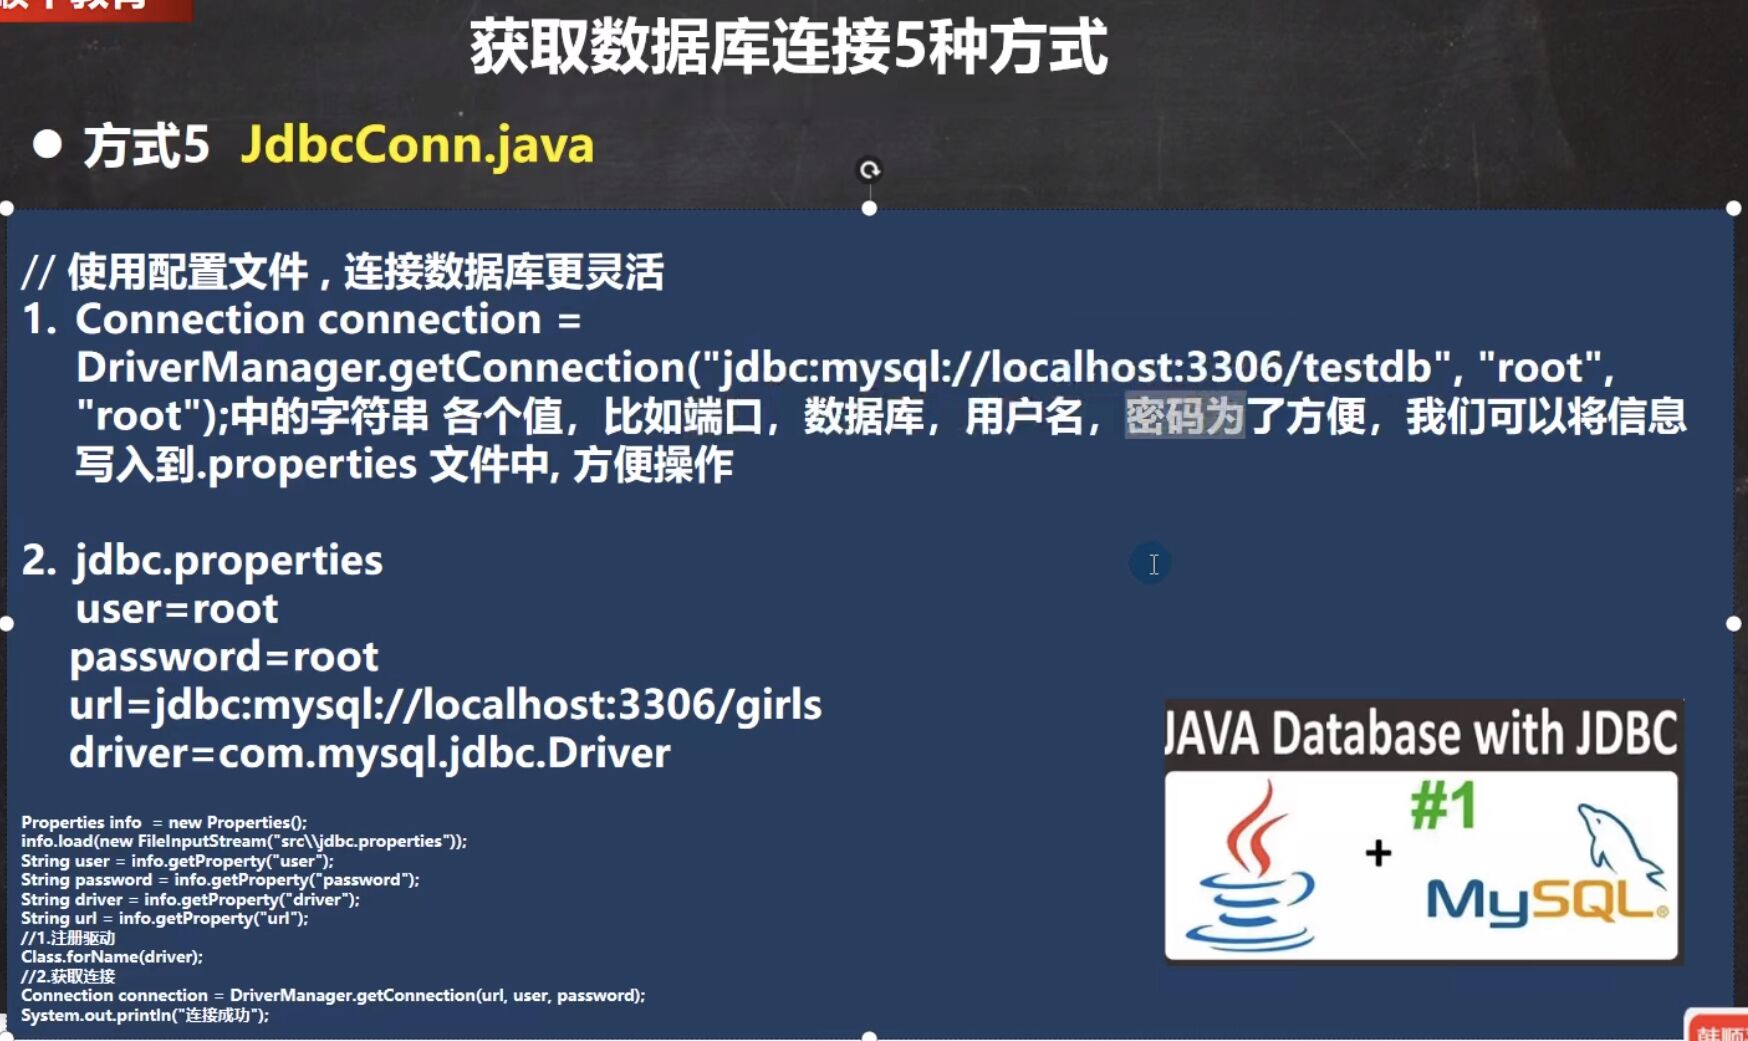 获取数据库连接5种方式
● 方式5 JdbcConn.java
// 使用配置文件，连接数据库更灵活
1. Connection connection =
DriverManager.getConnection("jdbc:mysql://localhost:3306/testdb", "root",
"root");中的字符串 各个值，比如端口，数据库，用户名，密码为了方便，我们可以将信息
写入到.properties 文件中, 方便操作
2. jdbc.properties
user=root
password=root
url=jdbc:mysql://localhost:3306/girls
driver=com.mysql.jdbc.Driver
Properties info = new Properties();
info.load(new FileInputStream("src\\jdbc.properties"));
String user = info.getProperty("user");
String password = info.getProperty("password");
String driver = info.getProperty("driver");
String url = info.getProperty("url");
//1.注册驱动
Class.forName(driver);
//2.获取连接
Connection connection = DriverManager.getConnection(url, user, password);
System.out.println("连接成功");
JAVA Database with JDBC
#1
+
MySQL®
韩顺